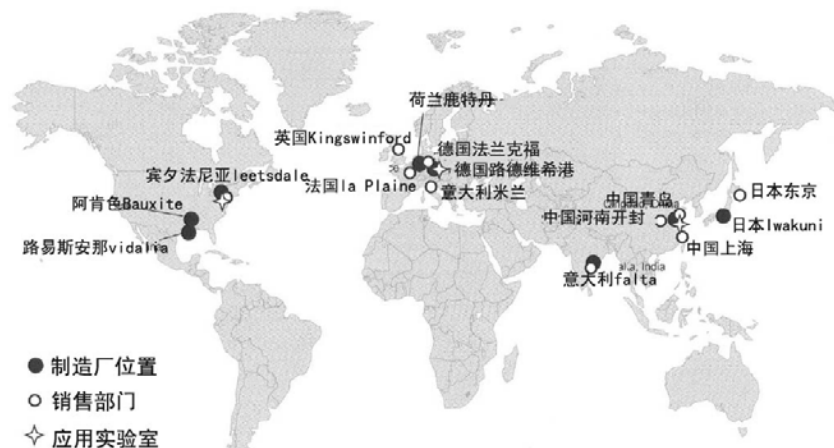 荷兰鹿特丹
英国Kingswinford
德国法兰克福
宾夕法尼亚leetsdale
德国路德维希港
法国la Plaine
意大利米兰
阿肯色Bauxite
中国青岛
日本东京
中国河南开封
日本Iwakuni
路易斯安那vidalia
中国上海
a, India
意大利falta
制造厂位置
销售部门
应用实验室